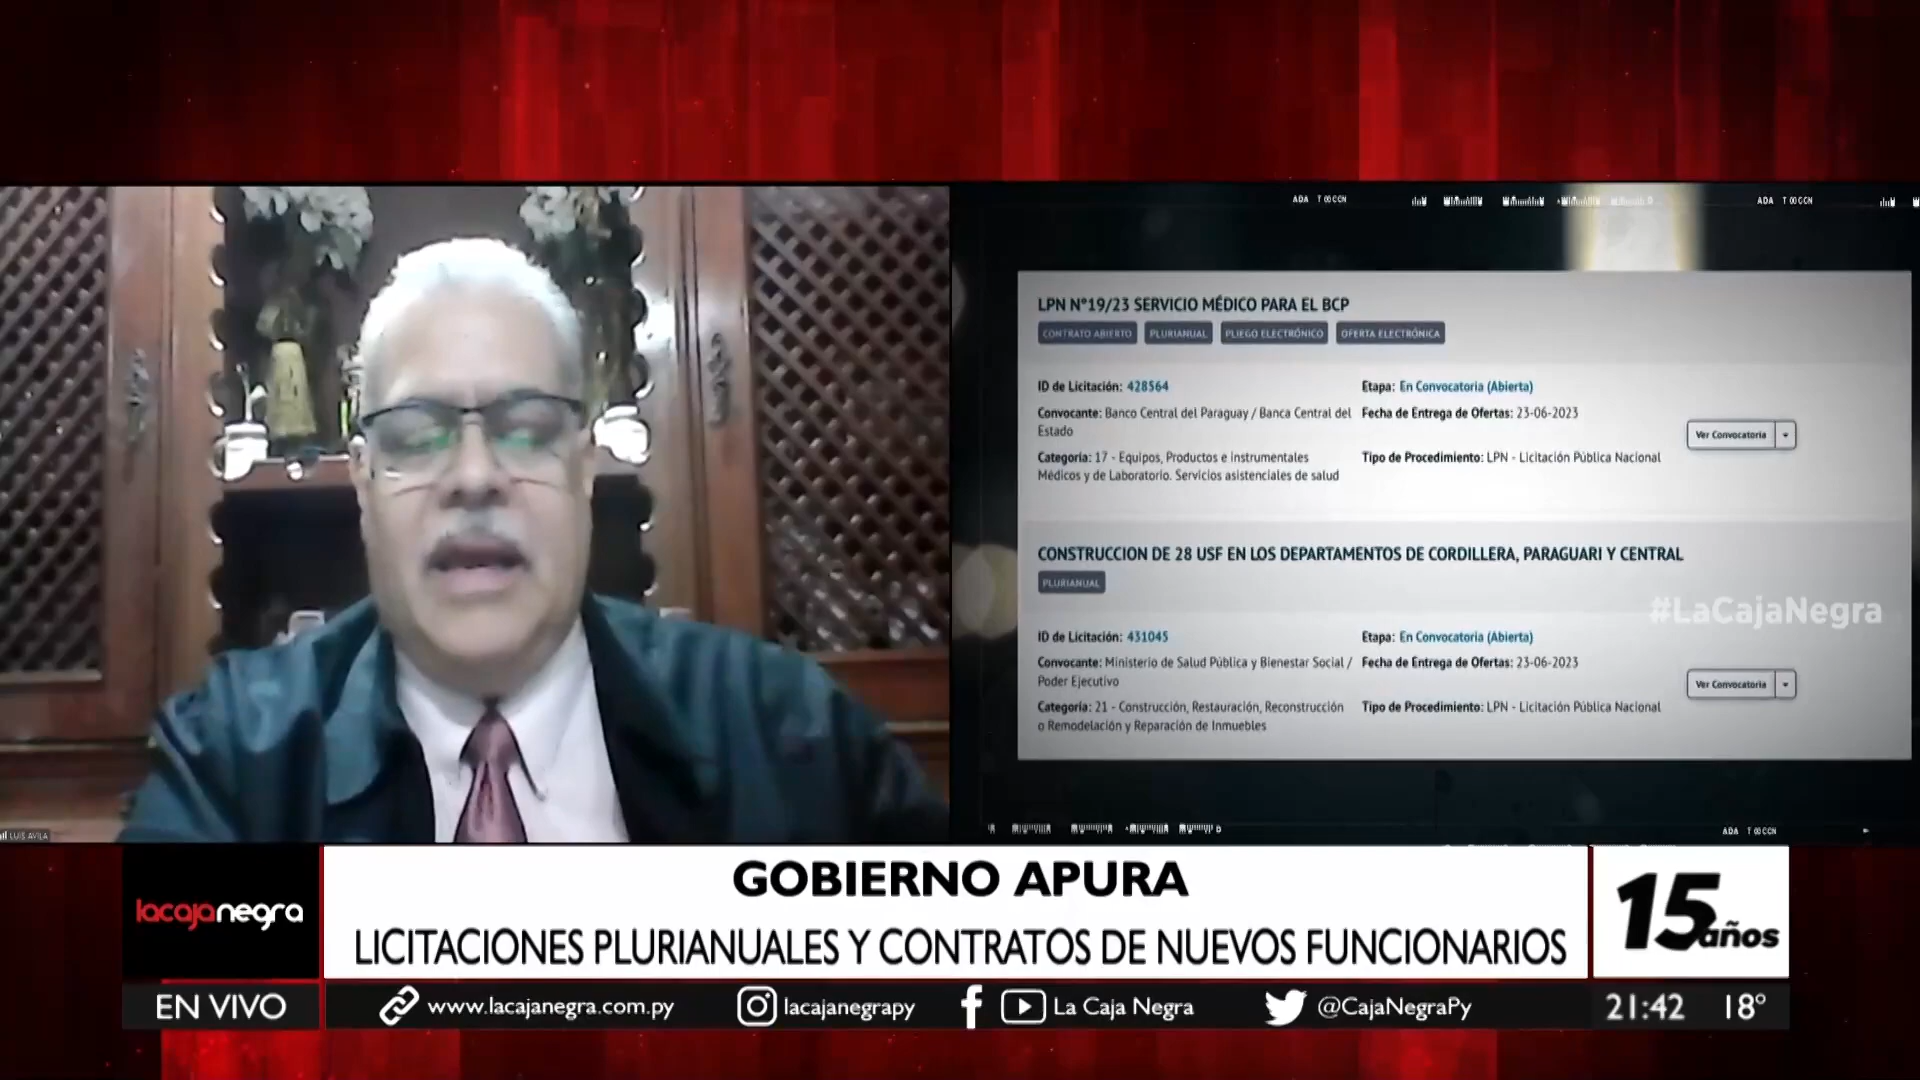 LPN N°19/23 SERVICIO MÉDICO PARA EL BCP
CONTRATO ABIERTO PLURIANUAL PLIEGO ELECTRÓNICO OFERTA ELECTRÓNICA
ID de Licitación: 428564
Etapa: En Convocatoria (Abierta)
Convocante: Banco Central del Paraguay / Banca Central del
Estado
Fecha de Entrega de Ofertas: 23-06-2023
Ver Convocatoria
Categoría: 17 - Equipos, Productos e instrumentales
Médicos y de Laboratorio. Servicios asistenciales de salud
Tipo de Procedimiento: LPN - Licitación Pública Nacional
CONSTRUCCION DE 28 USF EN LOS DEPARTAMENTOS DE CORDILLERA, PARAGUARI Y CENTRAL
PLURIANUAL
#LaCajaNegra
ID de Licitación: 431045
Etapa: En Convocatoria (Abierta)
Convocante: Ministerio de Salud Pública y Bienestar Social /
Poder Ejecutivo
Fecha de Entrega de Ofertas: 23-06-2023
Ver Convocatoria
Categoría: 21 - Construcción, Restauración, Reconstrucción
o Remodelación y Reparación de Inmuebles
Tipo de Procedimiento: LPN - Licitación Pública Nacional
LUIS AVILA
lacajanegra
GOBIERNO APURA
LICITACIONES PLURIANUALES Y CONTRATOS DE NUEVOS FUNCIONARIOS
15años
EN VIVO
www.lacajanegra.com.py
lacajanegrapy
La Caja Negra
@CajaNegraPy
21:42 18°